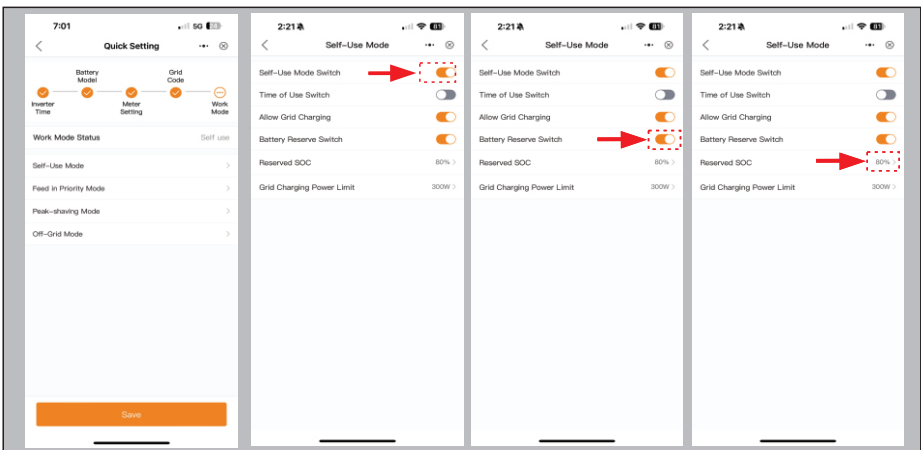 7:01
5G 24
Quick Setting
Battery Model
Grid Code
Inverter Time
Meter Setting
Work Mode
Work Mode Status Self use
Self-Use Mode
Feed in Priority Mode
Peak-shaving Mode
Off-Grid Mode
Save
2:21
81
Self-Use Mode
Self-Use Mode Switch
Time of Use Switch
Allow Grid Charging
Battery Reserve Switch
Reserved SOC 80%
Grid Charging Power Limit 300W
2:21
81
Self-Use Mode
Self-Use Mode Switch
Time of Use Switch
Allow Grid Charging
Battery Reserve Switch
Reserved SOC 80%
Grid Charging Power Limit 300W
2:21
81
Self-Use Mode
Self-Use Mode Switch
Time of Use Switch
Allow Grid Charging
Battery Reserve Switch
Reserved SOC 80%
Grid Charging Power Limit 300W